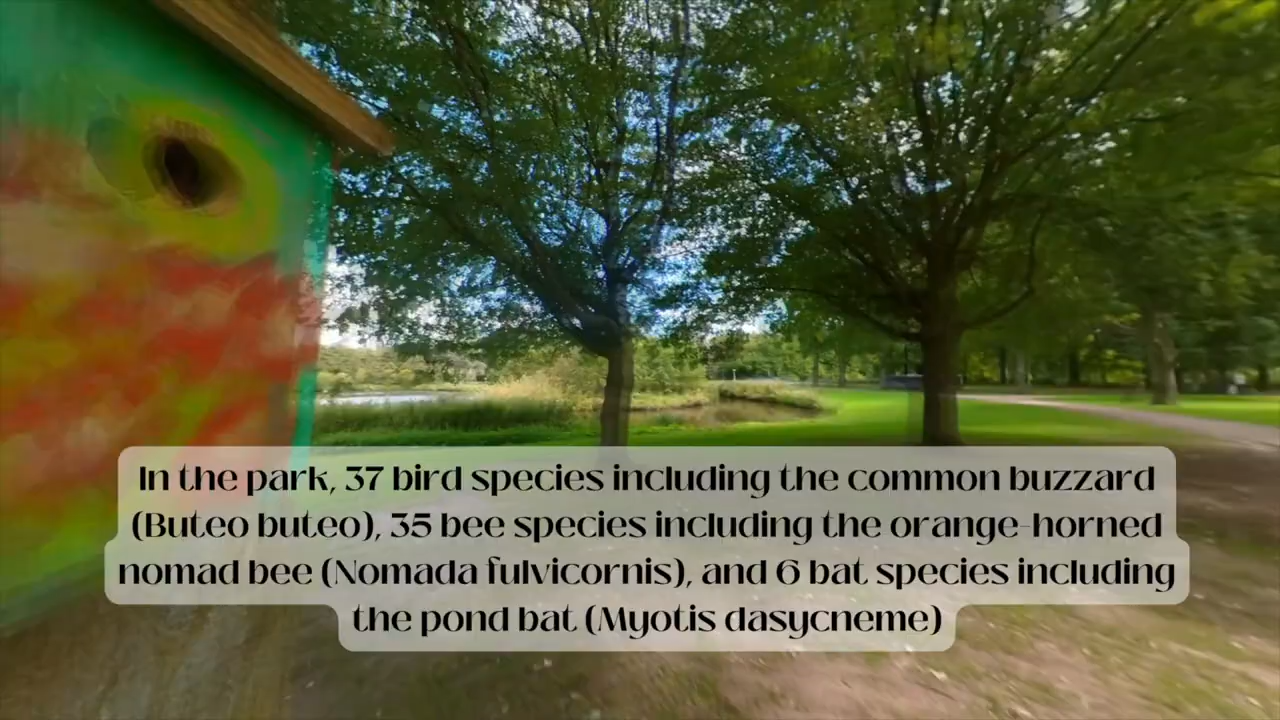 In the park, 37 bird species including the common buzzard
(Buteo buteo), 35 bee species including the orange-horned
nomad bee (Nomada fulvicornis), and 6 bat species including
the pond bat (Myotis dasycneme)